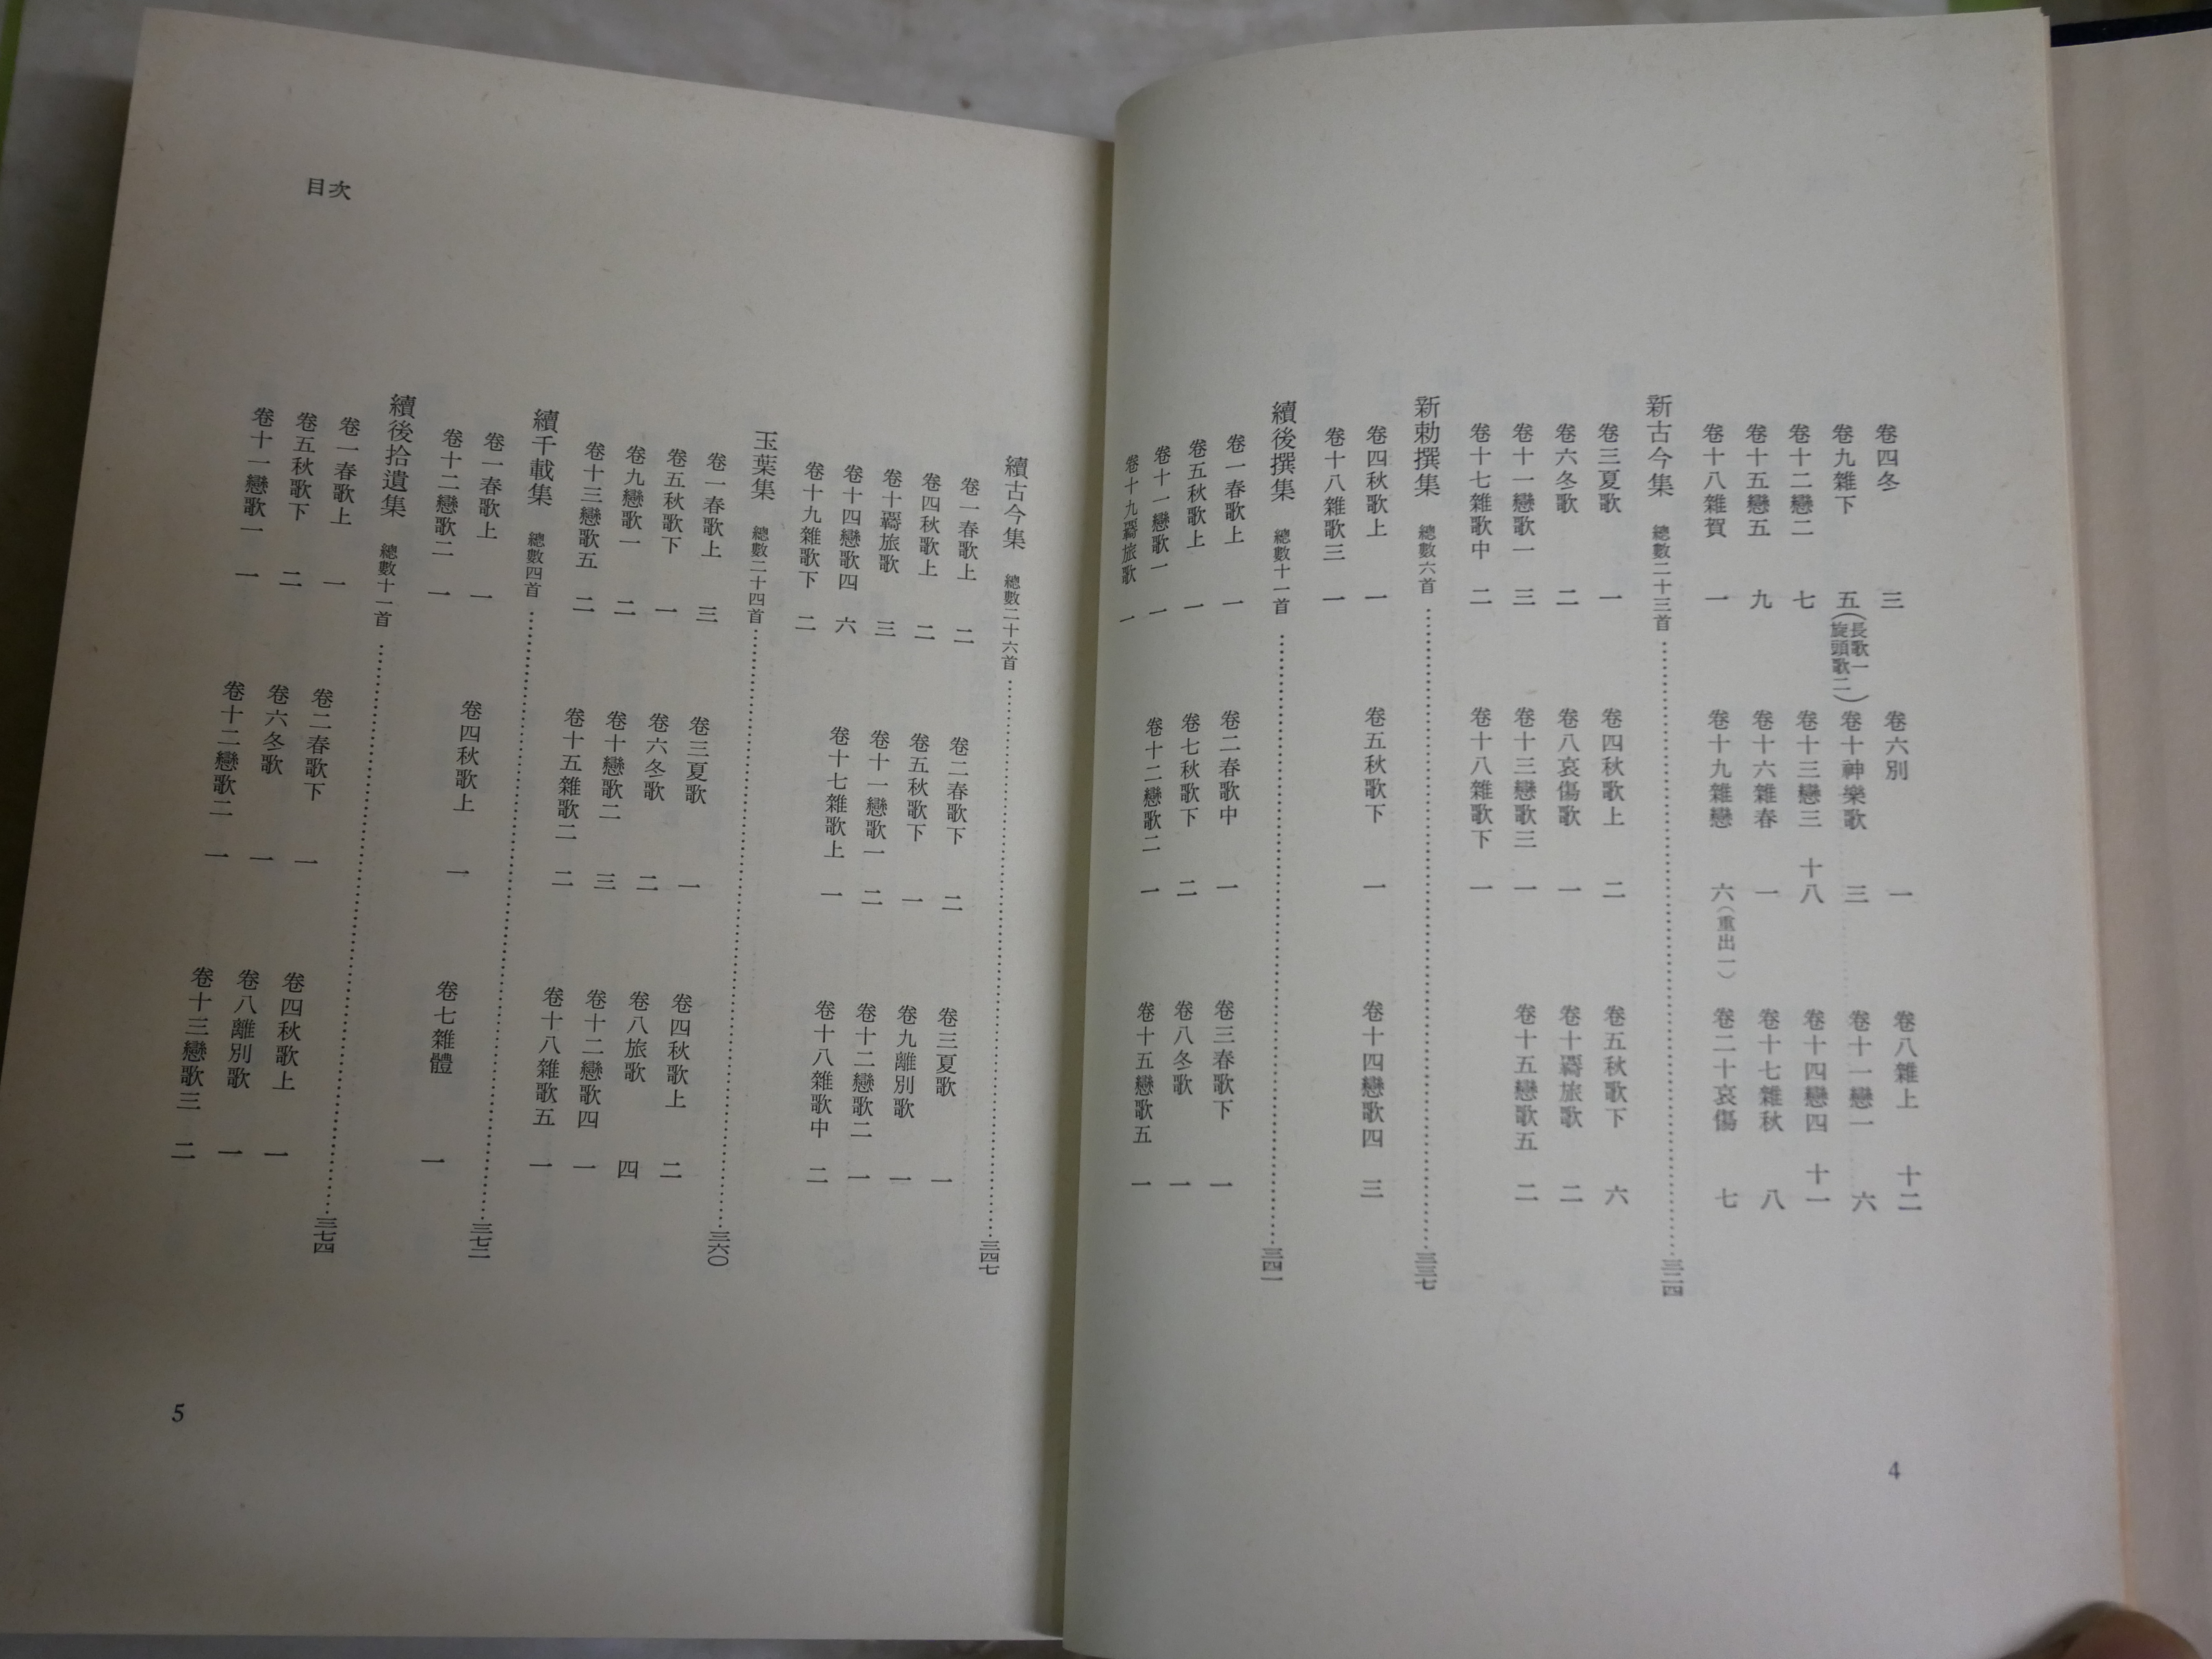 卷四冬　三　卷六別　一　卷八雜上　十二
卷九雜下　五（長歌一 旋頭歌二）　卷十神樂歌　三　卷十一戀一　六
卷十二戀二　七　卷十三戀三　十八　卷十四戀四　十一
卷十五戀五　九　卷十六雜春　一　卷十七雜秋　八
卷十八雜賀　一　卷十九雜戀　六（重出一）　卷二十哀傷　七
新古今集　總數二十三首……三二四
卷三夏歌　一　卷四秋歌上　二　卷五秋歌下　六
卷六冬歌　二　卷八哀傷歌　一　卷十羇旅歌　二
卷十一戀歌一　三　卷十三戀歌三　一　卷十五戀歌五　二
卷十七雜歌中　二　卷十八雜歌下　一
新勅撰集　總數六首……三三七
卷四秋歌上　一　卷五秋歌下　一　卷十四戀歌四　三
卷十八雜歌三　一
續後撰集　總數十一首……三四一
卷一春歌上　一　卷二春歌中　一　卷三春歌下　一
卷五秋歌上　一　卷七秋歌下　二　卷八冬歌　一
卷十一戀歌一　一　卷十二戀歌二　一　卷十五戀歌五　一
卷十九羇旅歌　一
4
續古今集　總數二十六首……三四七
卷一春歌上　二　卷二春歌下　二　卷三夏歌　一
卷四秋歌上　二　卷五秋歌下　一　卷九離別歌　一
卷十羇旅歌　三　卷十一戀歌一　二　卷十二戀歌二　一
卷十四戀歌四　六　卷十七雜歌上　一　卷十八雜歌中　二
卷十九雜歌下　二
玉葉集　總數二十四首……三六〇
卷一春歌上　三　卷三夏歌　一　卷四秋歌上　二
卷五秋歌下　一　卷六冬歌　二　卷八旅歌　四
卷九戀歌一　二　卷十戀歌二　三　卷十二戀歌四　一
卷十三戀歌五　二　卷十五雜歌二　二　卷十八雜歌五　一
續千載集　總數四首……三七二
卷一春歌上　一　卷四秋歌上　一　卷七雜體　一
卷十二戀歌二　一
續後拾遺集　總數十一首……三七四
卷一春歌上　一　卷二春歌下　一　卷四秋歌上　一
卷五秋歌下　二　卷六冬歌　一　卷八離別歌　一
卷十一戀歌一　一　卷十二戀歌二　一　卷十三戀歌三　二
目次
5